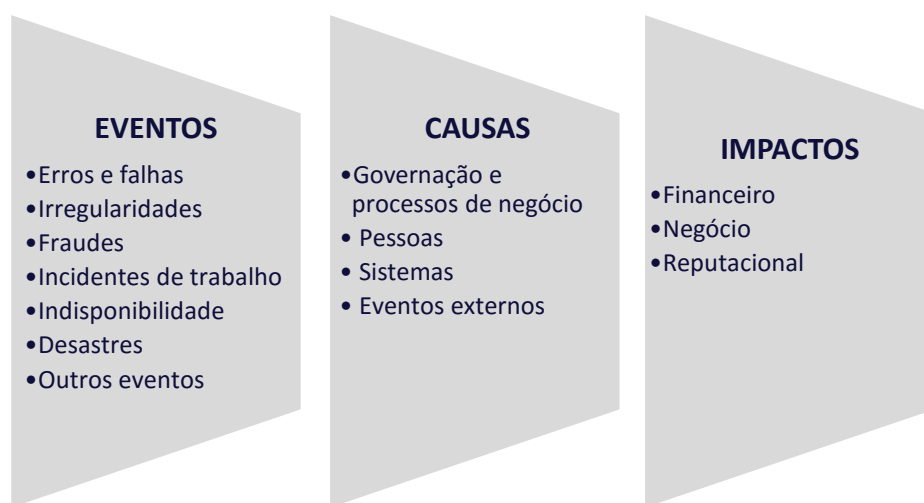 EVENTOS
•Erros e falhas
•Irregularidades
•Fraudes
•Incidentes de trabalho
•Indisponibilidade
•Desastres
•Outros eventos
CAUSAS
•Governação e
processos de negócio
• Pessoas
• Sistemas
• Eventos externos
IMPACTOS
•Financeiro
•Negócio
•Reputacional